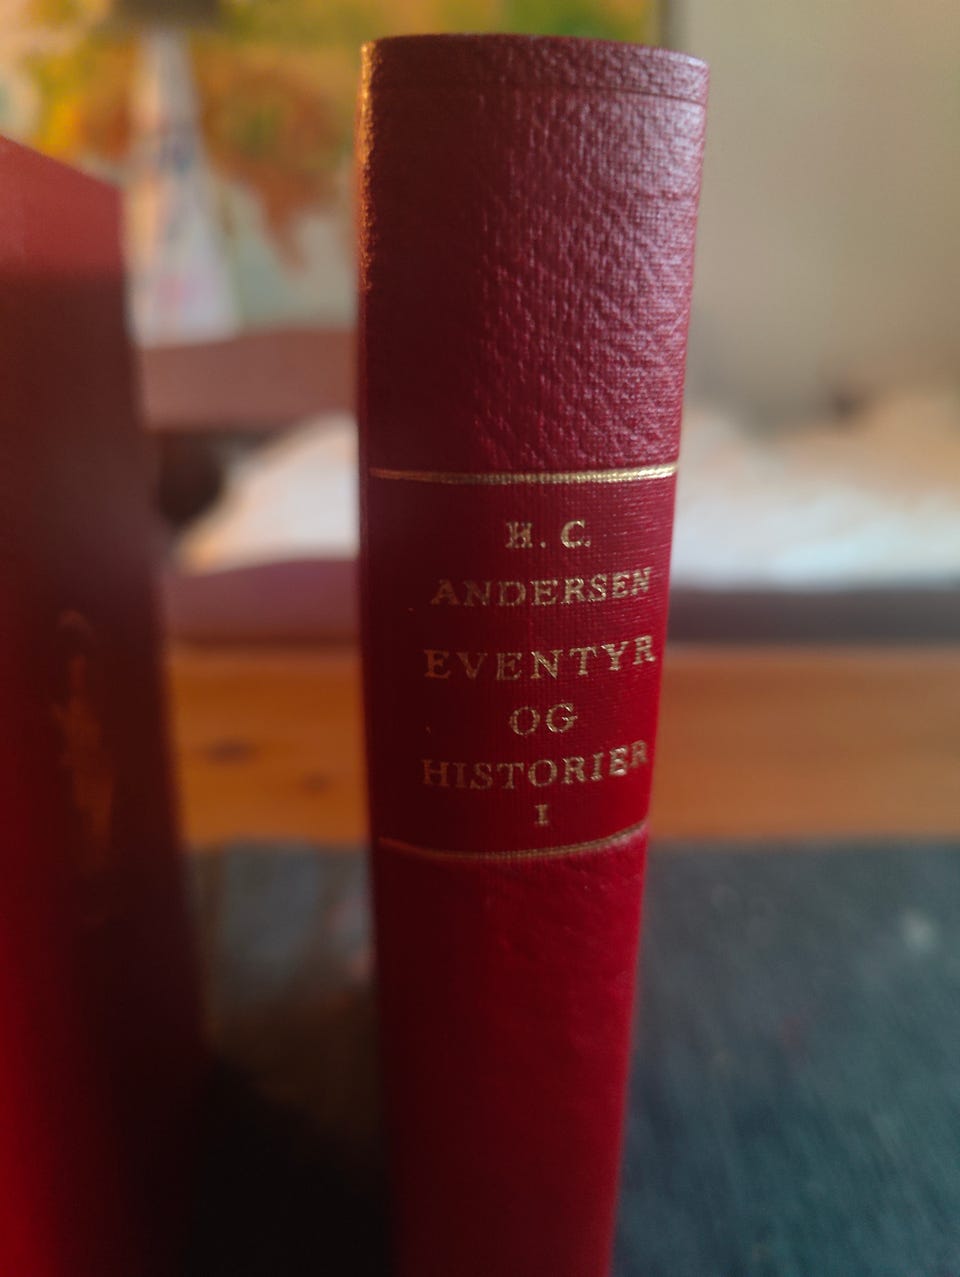 H. C.
ANDERSEN
EVENTYR
OG
HISTORIER
I